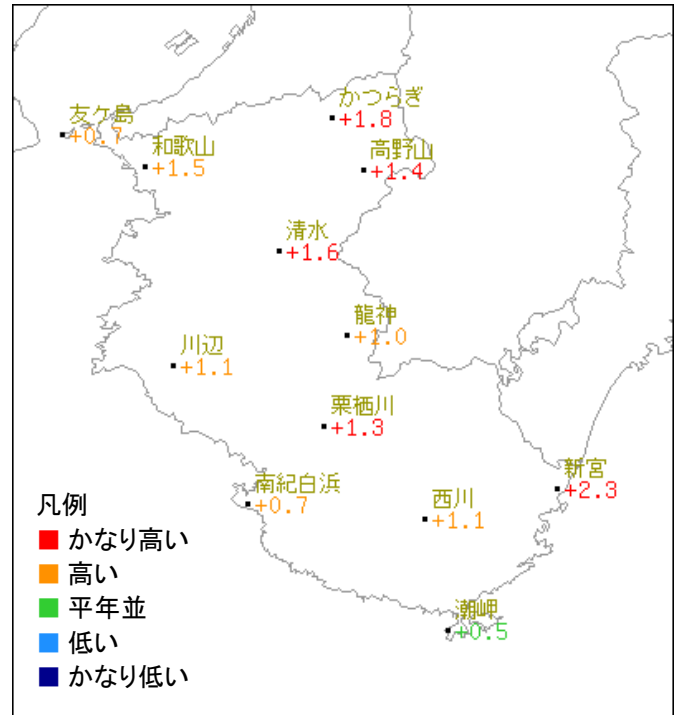 かつらぎ
+1.8
友ケ島
+0.7
和歌山
+1.5
高野山
+1.4
清水
+1.6
龍神
+1.0
川辺
+1.1
栗栖川
+1.3
新宮
+2.3
南紀白浜
+0.7
西川
+1.1
潮岬
+0.5
凡例
かなり高い
高い
平年並
低い
かなり低い